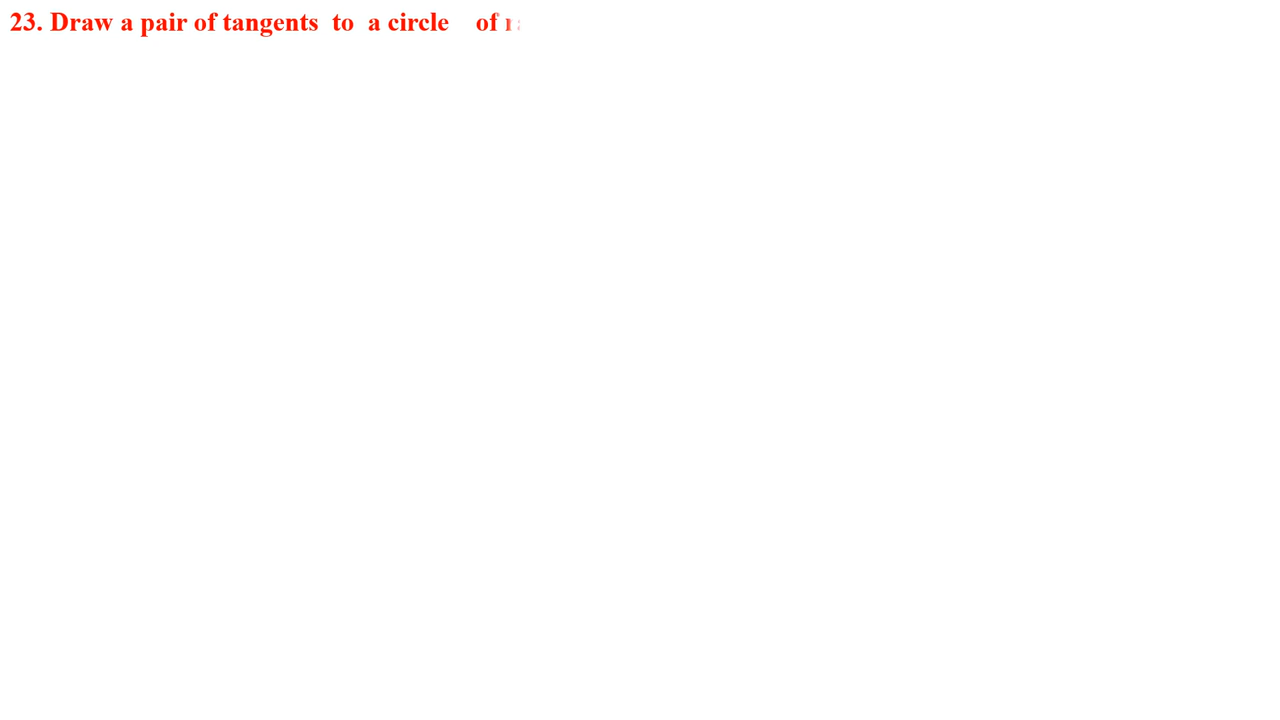 23. Draw a pair of tangents to a circle of